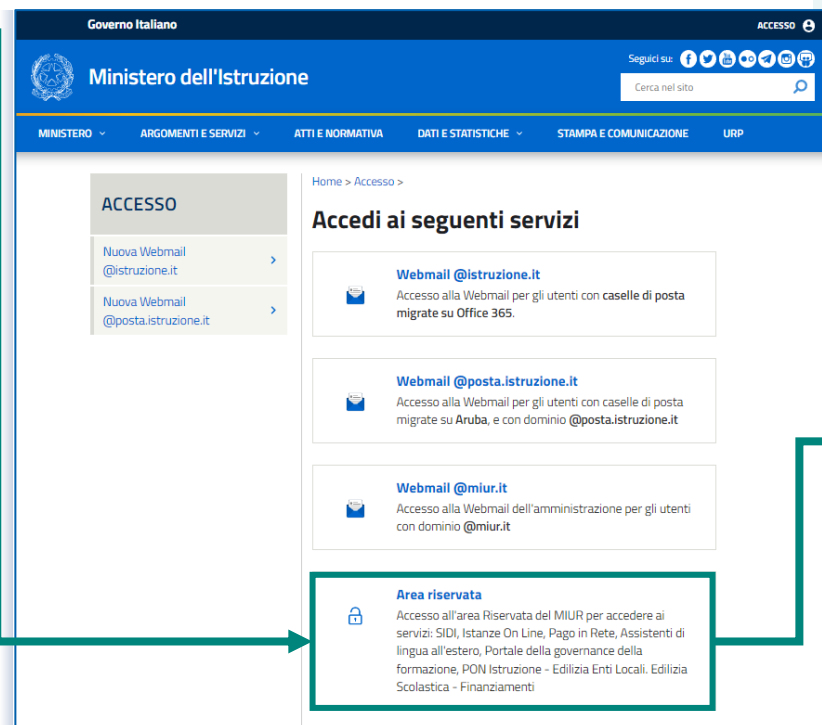 Governo Italiano
ACCESSO
Ministero dell'Istruzione
Seguici su:
Cerca nel sito
MINISTERO
ARGOMENTI E SERVIZI
ATTI E NORMATIVA
DATI E STATISTICHE
STAMPA E COMUNICAZIONE
URP
ACCESSO
Nuova Webmail
@istruzione.it
Nuova Webmail
@posta.istruzione.it
Home > Accesso >
Accedi ai seguenti servizi
Webmail @istruzione.it
Accesso alla Webmail per gli utenti con caselle di posta
migrate su Office 365.
Webmail @posta.istruzione.it
Accesso alla Webmail per gli utenti con caselle di posta
migrate su Aruba, e con dominio @posta.istruzione.it
Webmail @miur.it
Accesso alla Webmail dell'amministrazione per gli utenti
con dominio @miur.it
Area riservata
Accesso all'area Riservata del MIUR per accedere ai
servizi: SIDI, Istanze On Line, Pago in Rete, Assistenti di
lingua all'estero, Portale della governance della
formazione, PON Istruzione - Edilizia Enti Locali. Edilizia
Scolastica - Finanziamenti